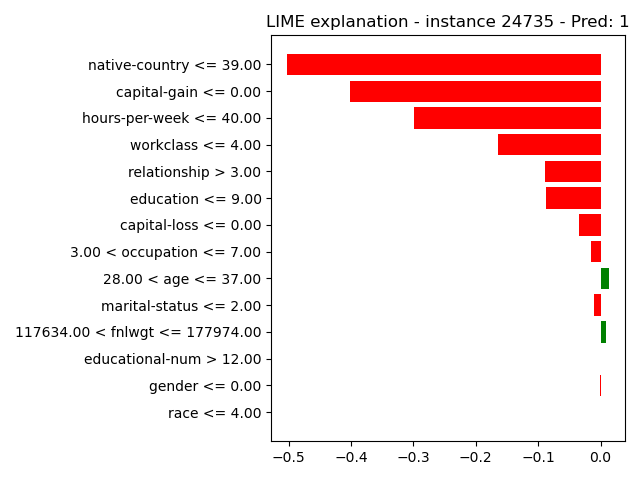 LIME explanation - instance 24735 - Pred: 1
native-country <= 39.00
capital-gain <= 0.00
hours-per-week <= 40.00
workclass <= 4.00
relationship > 3.00
education <= 9.00
capital-loss <= 0.00
3.00 < occupation <= 7.00
28.00 < age <= 37.00
marital-status <= 2.00
117634.00 < fnlwgt <= 177974.00
educational-num > 12.00
gender <= 0.00
race <= 4.00
−0.5 −0.4 −0.3 −0.2 −0.1 0.0